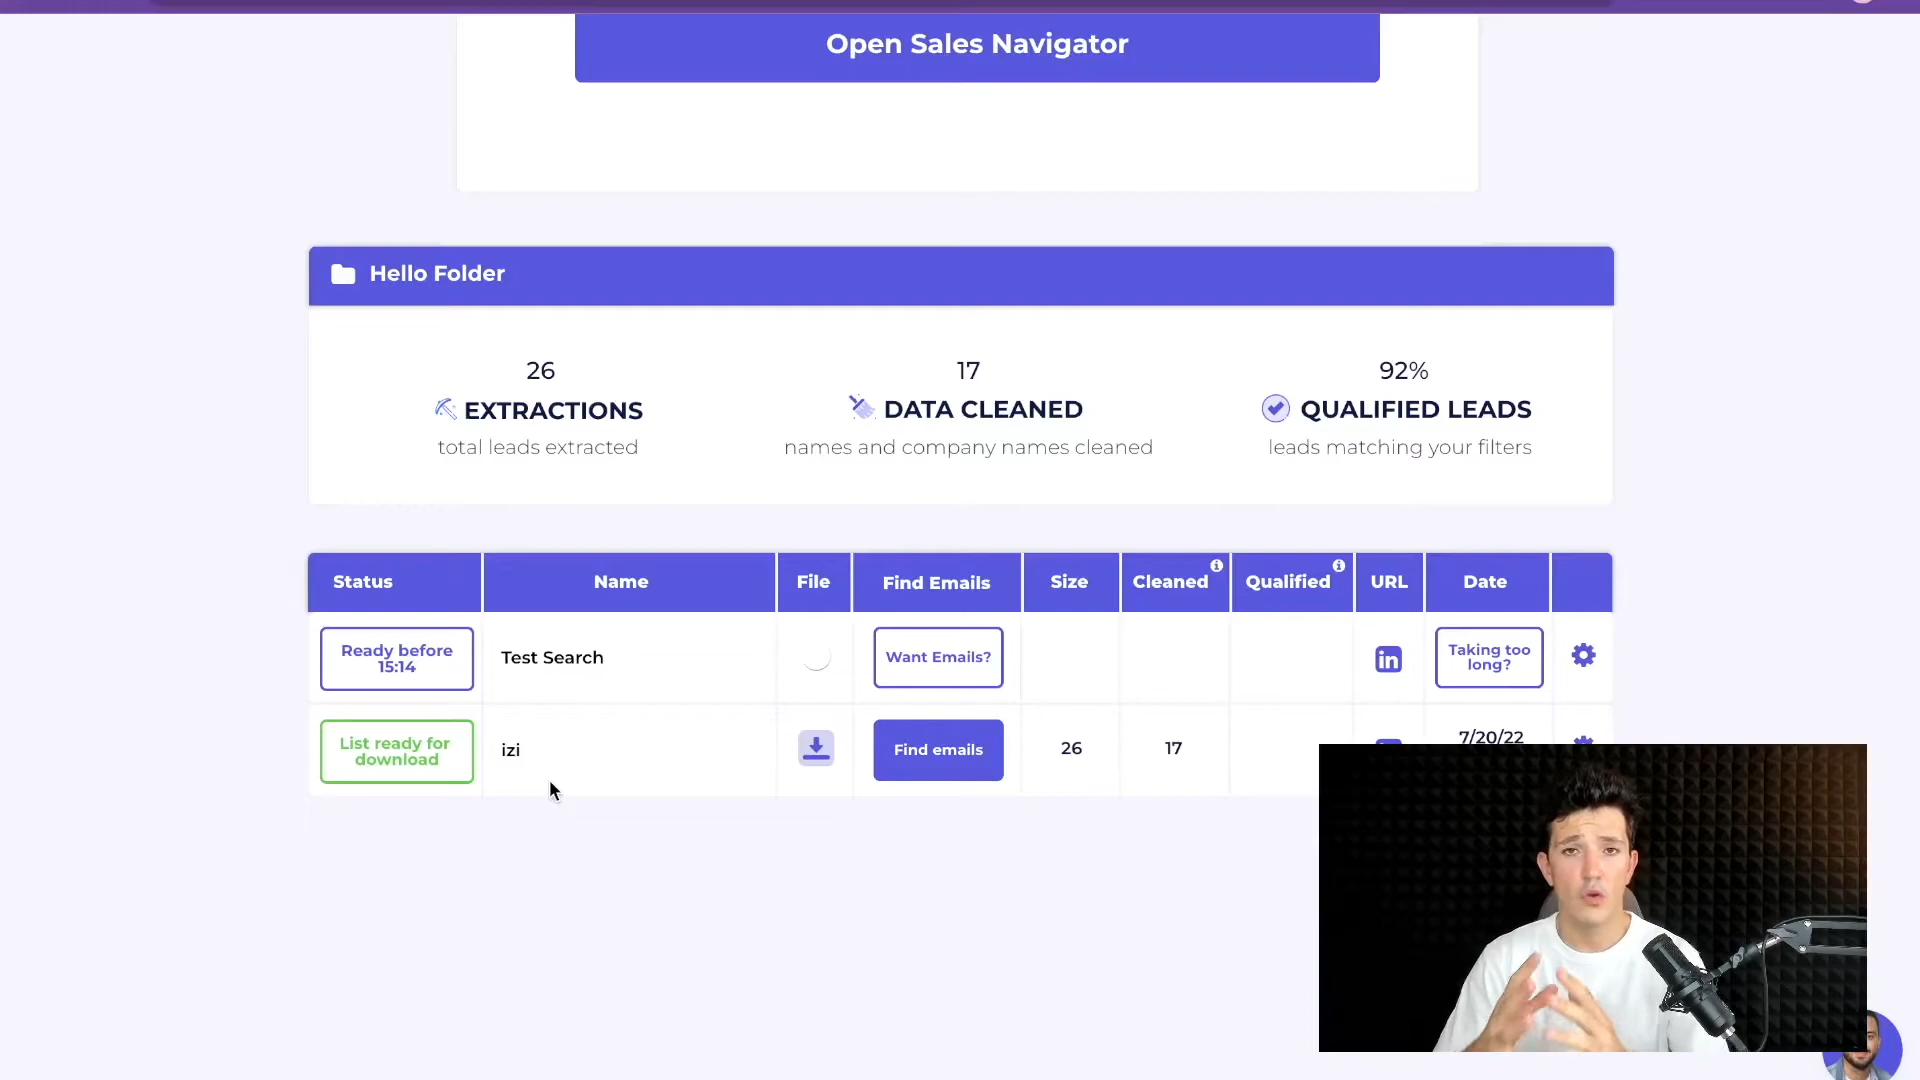 Open Sales Navigator
Hello Folder
26
EXTRACTIONS
total leads extracted
17
DATA CLEANED
names and company names cleaned
92%
QUALIFIED LEADS
leads matching your filters
Status Name File Find Emails Size Cleaned Qualified URL Date
Ready before
15:14
Test Search
Want Emails?
in
Taking too
long?
List ready for
download
izi
Find emails
26
17
7/20/22